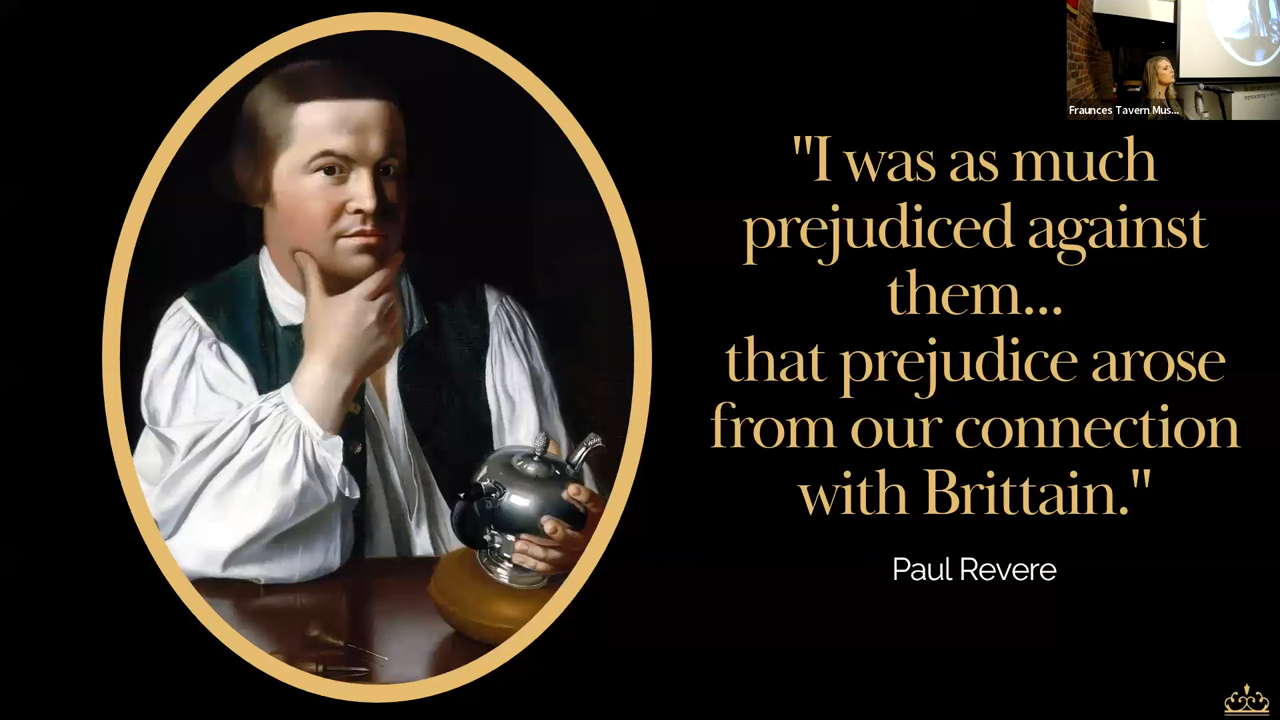 Fraunces Tavern Mus...
"I was as much
prejudiced against
them...
that prejudice arose
from our connection
with Brittain."
Paul Revere